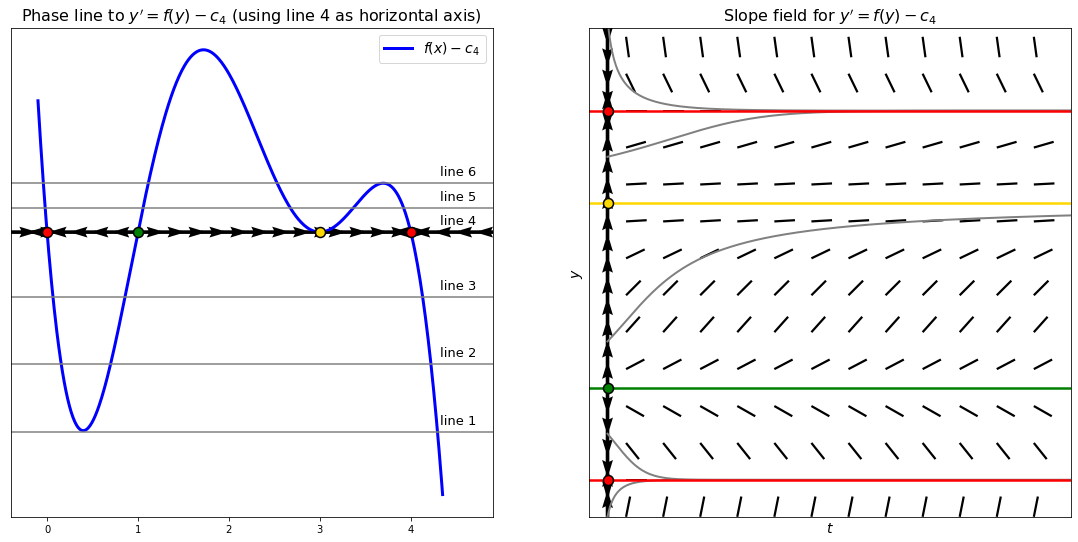 Phase line to y′ = f(y) − c₄ (using line 4 as horizontal axis)
f(x) − c₄
line 6
line 5
line 4
line 3
line 2
line 1
0 1 2 3 4
Slope field for y′ = f(y) − c₄
y
t